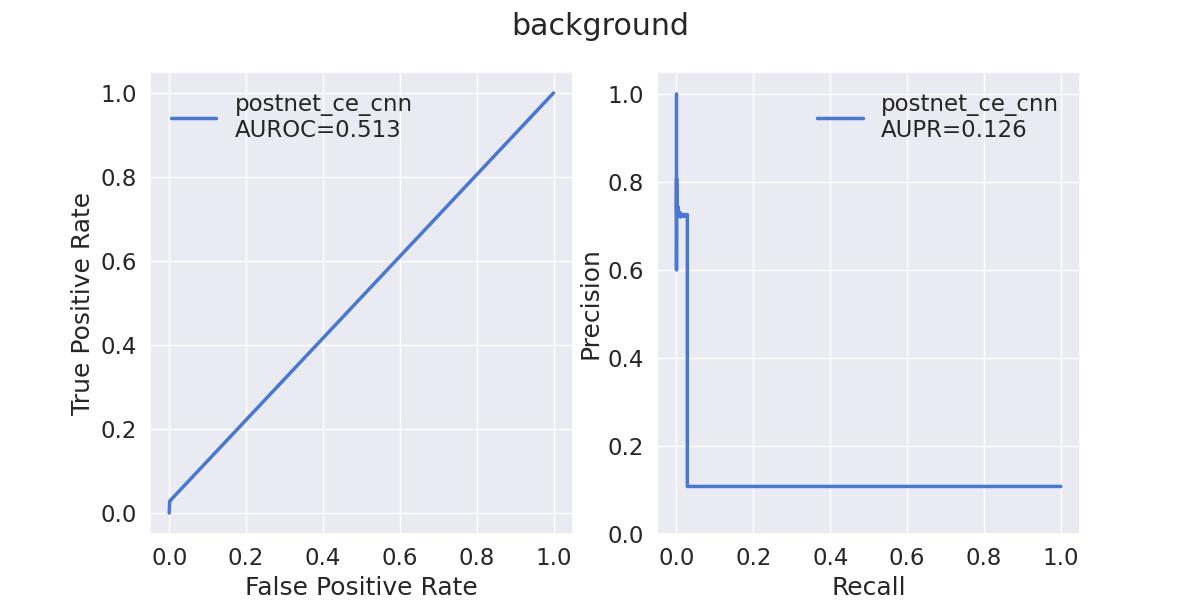 background
postnet_ce_cnn
AUROC=0.513
True Positive Rate
1.0
0.8
0.6
0.4
0.2
0.0
0.0 0.2 0.4 0.6 0.8 1.0
False Positive Rate
postnet_ce_cnn
AUPR=0.126
Precision
1.0
0.8
0.6
0.4
0.2
0.0
0.0 0.2 0.4 0.6 0.8 1.0
Recall